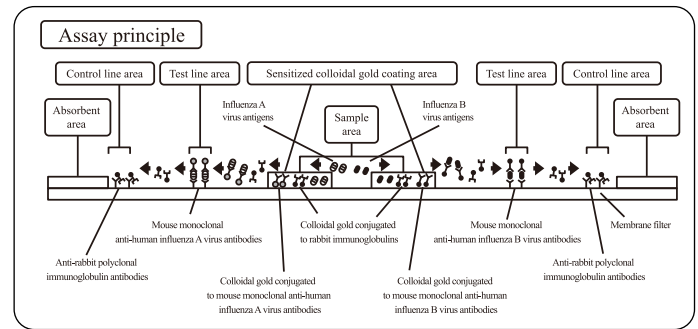 Assay principle
Control line area
Test line area
Sensitized colloidal gold coating area
Test line area
Control line area
Absorbent
area
Influenza A
virus antigens
Sample
area
Influenza B
virus antigens
Absorbent
area
Mouse monoclonal
anti-human influenza A virus antibodies
Colloidal gold conjugated
to rabbit immunoglobulins
Mouse monoclonal
anti-human influenza B virus antibodies
Membrane filter
Anti-rabbit polyclonal
immunoglobulin antibodies
Colloidal gold conjugated
to mouse monoclonal anti-human
influenza A virus antibodies
Colloidal gold conjugated
to mouse monoclonal anti-human
influenza B virus antibodies
Anti-rabbit polyclonal
immunoglobulin antibodies